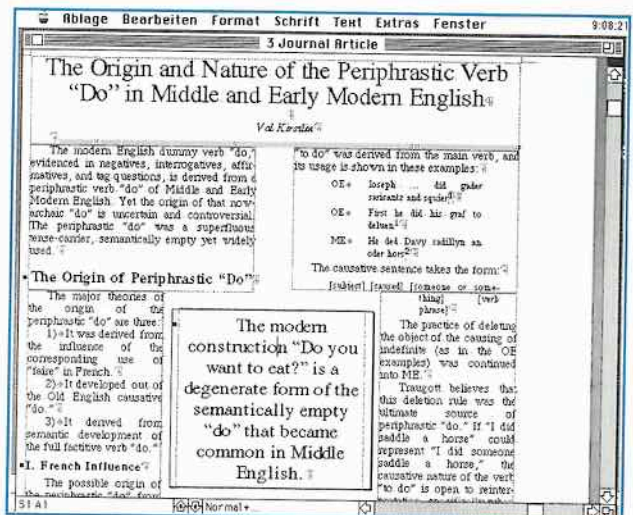 Ablage Bearbeiten Format Schrift Text Extras Fenster 9:08:21
3 Journal Article
The Origin and Nature of the Periphrastic Verb
“Do” in Middle and Early Modern English
Val
The modern English dummy verb "do,"
evidenced in negatives, interrogatives, affir-
matives, and tag questions, is derived from a
periphrastic verb "do" of Middle and Early
Modern English. Yet the origin of that now-
archaic "do" is uncertain and controversial.
The periphrastic "do" was a superfluous
tense-carrier, semantically empty yet widely
used.
The Origin of Periphrastic “Do”
The major theories of
the origin of the
periphrastic "do" are three:
1) It was derived from
the influence of the
corresponding use of
"faire" in French.
2) It developed out of
the Old English causative
"do."
3) It derived from
semantic development of
the full factitive verb "do."
I. French Influence
The possible origin of
the periphrastic "do" from
The modern
construction “Do you
want to eat?” is a
degenerate form of the
semantically empty
“do” that became
common in Middle
English.
"to do" was derived from the main verb, and
its usage is shown in these examples:
OE Ioseph ... did
and
OE First he did his to
1
ME He Davy an
oder hors2
The causative sentence takes the form:
[subject] [caused] [someone or some-
thing] [verb
phrase]
The practice of deleting
the object of the causing of
indefinite (as in the OE
examples) was continued
into ME.
Traugott believes that
this deletion rule was the
ultimate source of
periphrastic "do." If "I did
saddle a horse" could
represent "I did someone
saddle a horse," the
causative nature of the verb
"to do" is open to reinter-
S1 A1 Normal+...